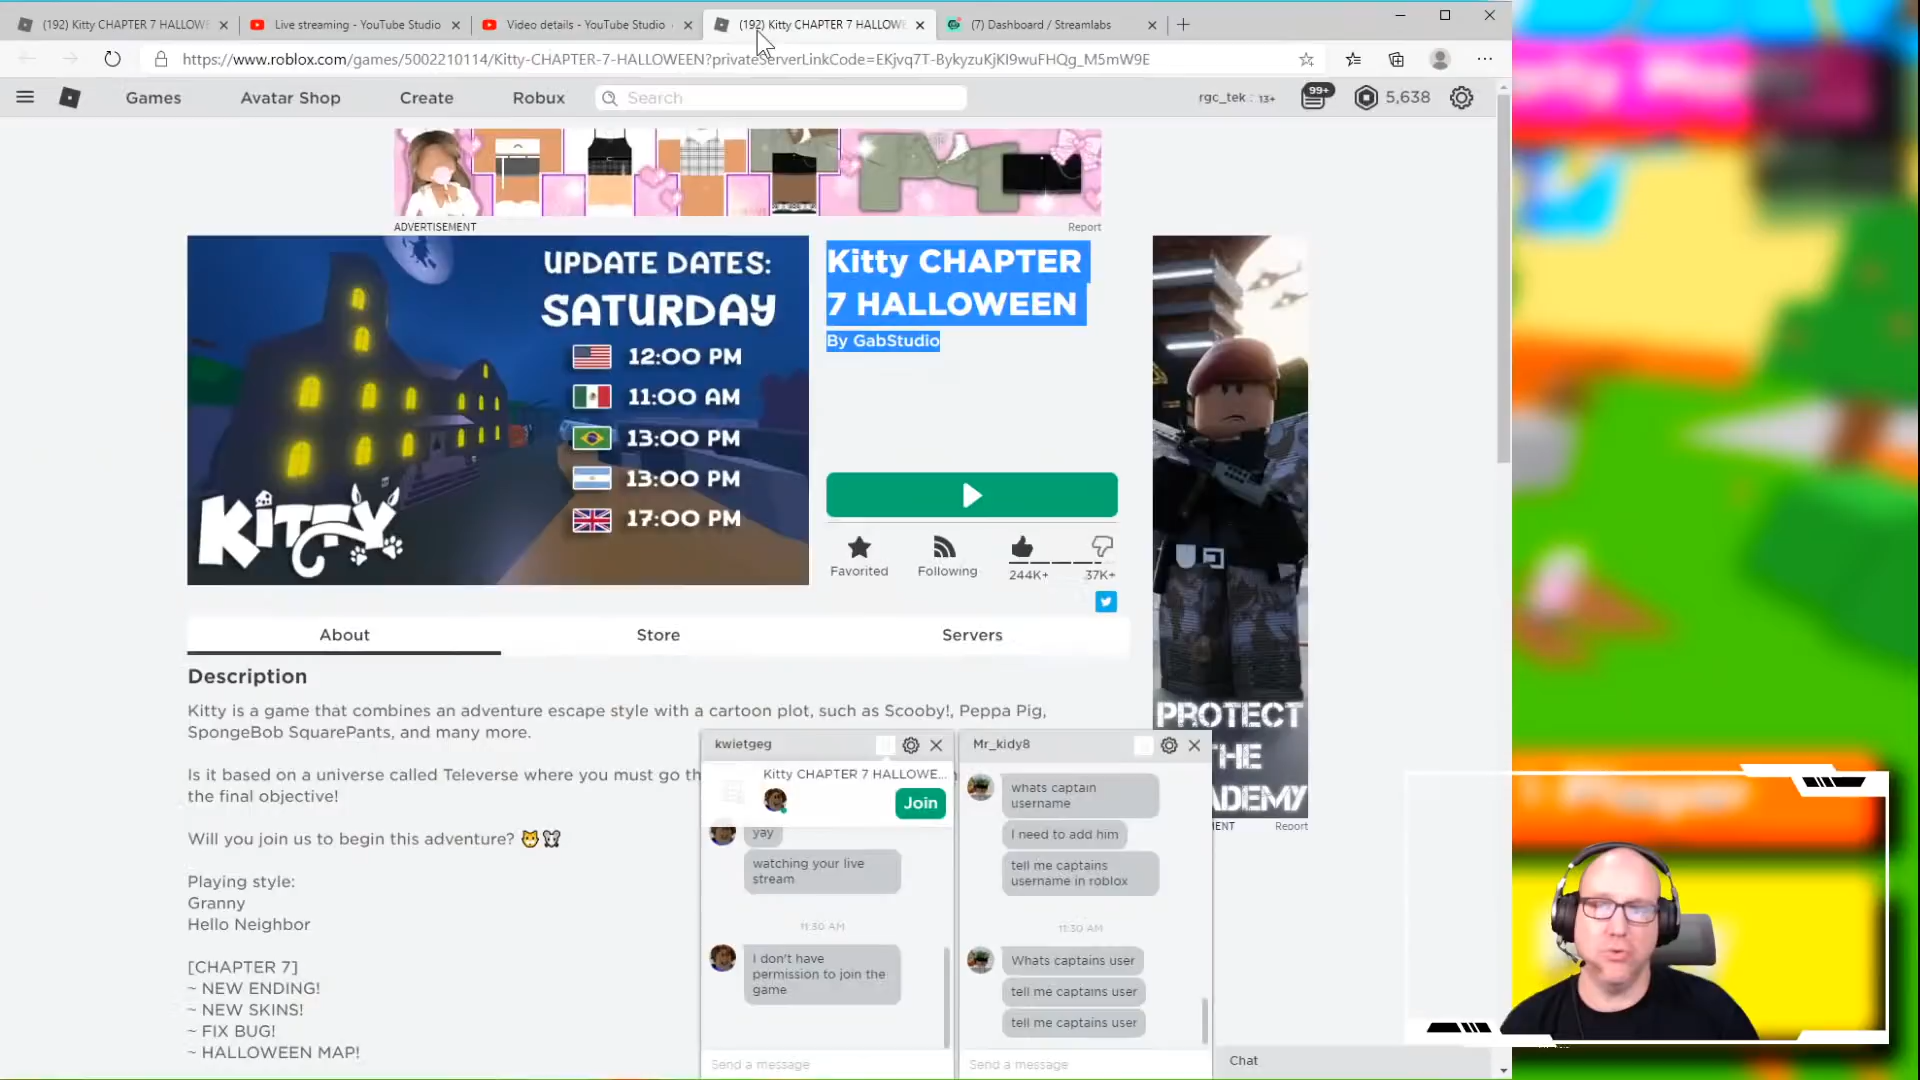 (192) Kitty CHAPTER 7 HALLOWE
Live streaming - YouTube Studio
Video details - YouTube Studio
(192) Kitty CHAPTER 7 HALLOWE
(7) Dashboard / Streamlabs
https://www.roblox.com/games/5002210114/Kitty-CHAPTER-7-HALLOWEEN?privateServerLinkCode=EKjvq7T-BykyzuKjKI9wuFHQg_M5mW9E
Games
Avatar Shop
Create
Robux
Search
rgc_tek : 13+
99+
5,638
ADVERTISEMENT
Report
UPDATE DATES:
SATURDAY
12:00 PM
11:00 AM
13:00 PM
13:00 PM
17:00 PM
KITTY
Kitty CHAPTER
7 HALLOWEEN
By GabStudio
Favorited
Following
244K+
37K+
PROTECT
THE
ADEMY
MENT
Report
About
Store
Servers
Description
Kitty is a game that combines an adventure escape style with a cartoon plot, such as Scooby!, Peppa Pig,
SpongeBob SquarePants, and many more.
Is it based on a universe called Televerse where you must go th
the final objective!
Will you join us to begin this adventure? 🐱🐭
Playing style:
Granny
Hello Neighbor
[CHAPTER 7]
~ NEW ENDING!
~ NEW SKINS!
~ FIX BUG!
~ HALLOWEEN MAP!
kwietgeg
Kitty CHAPTER 7 HALLOWE...
Join
yay
watching your live
stream
11:30 AM
I don't have
permission to join the
game
Send a message
Mr_kidy8
whats captain
username
I need to add him
tell me captains
username in roblox
11:30 AM
Whats captains user
tell me captains user
tell me captains user
Send a message
Chat